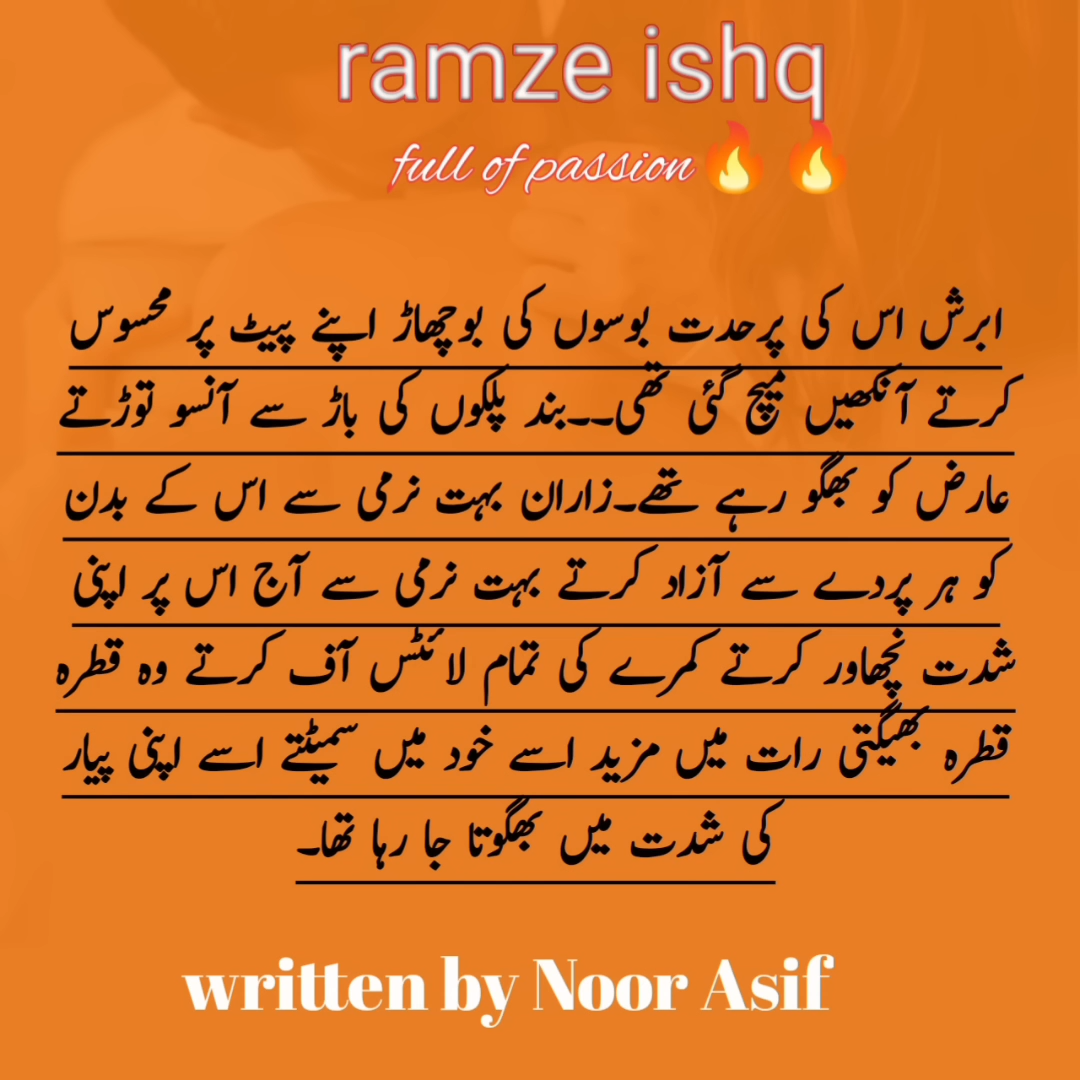 ramze ishq
full of passion🔥🔥
ابرش اس کی پرحدت بوسوں کی بوچھاڑ اپنے پیٹ پر محسوس
کرتے آنکھیں میچ گئی تھی۔۔بند پلکوں کی باڑ سے آنسو توڑتے
عارض کو بھگو رہے تھے۔زاران بہت نرمی سے اس کے بدن
کو ہر پردے سے آزاد کرتے بہت نرمی سے آج اس پر اپنی
شدت نچھاور کرتے کمرے کی تمام لائٹس آف کرتے وہ قطرہ
قطرہ بھیگتی رات میں مزید اسے خود میں سمیٹتے اسے اپنی پیار
کی شدت میں بھگوتا جا رہا تھا۔
written by Noor Asif